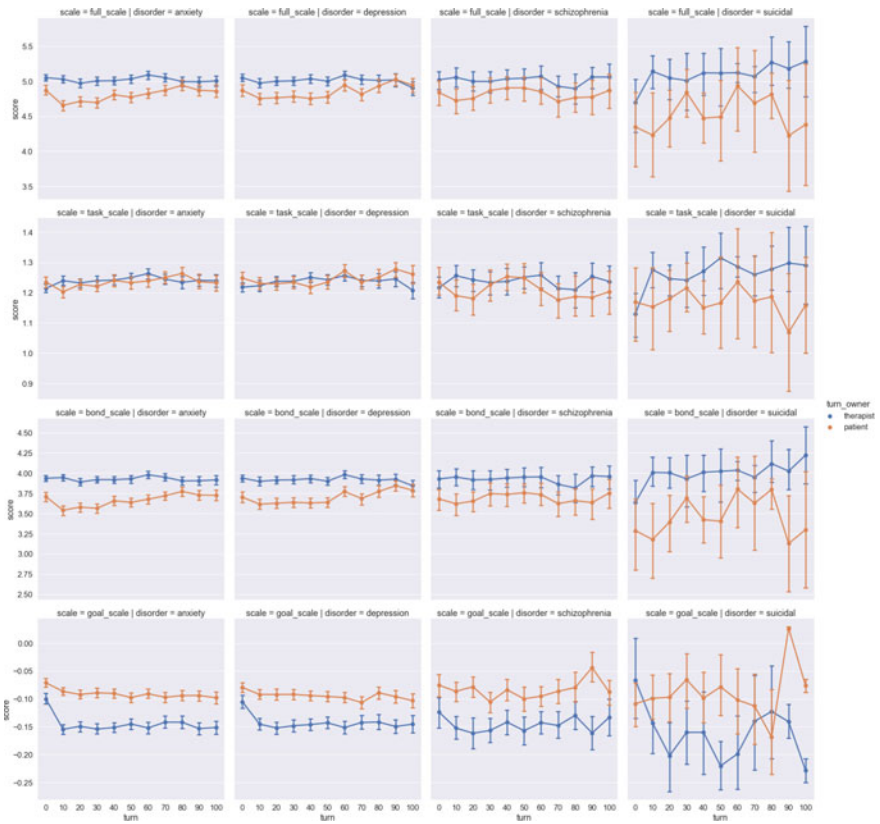 scale = full_scale | disorder = anxiety
scale = full_scale | disorder = depression
scale = full_scale | disorder = schizophrenia
scale = full_scale | disorder = suicidal
5.5
5.0
4.5
4.0
3.5
score
scale = task_scale | disorder = anxiety
scale = task_scale | disorder = depression
scale = task_scale | disorder = schizophrenia
scale = task_scale | disorder = suicidal
1.4
1.3
1.2
1.1
1.0
0.9
score
turn_owner
therapist
patient
scale = bond_scale | disorder = anxiety
scale = bond_scale | disorder = depression
scale = bond_scale | disorder = schizophrenia
scale = bond_scale | disorder = suicidal
4.50
4.25
4.00
3.75
3.50
3.25
3.00
2.75
2.50
score
scale = goal_scale | disorder = anxiety
scale = goal_scale | disorder = depression
scale = goal_scale | disorder = schizophrenia
scale = goal_scale | disorder = suicidal
0.00
−0.05
−0.10
−0.15
−0.20
−0.25
score
0 10 20 30 40 50 60 70 80 90 100
turn
0 10 20 30 40 50 60 70 80 90 100
turn
0 10 20 30 40 50 60 70 80 90 100
turn
0 10 20 30 40 50 60 70 80 90 100
turn